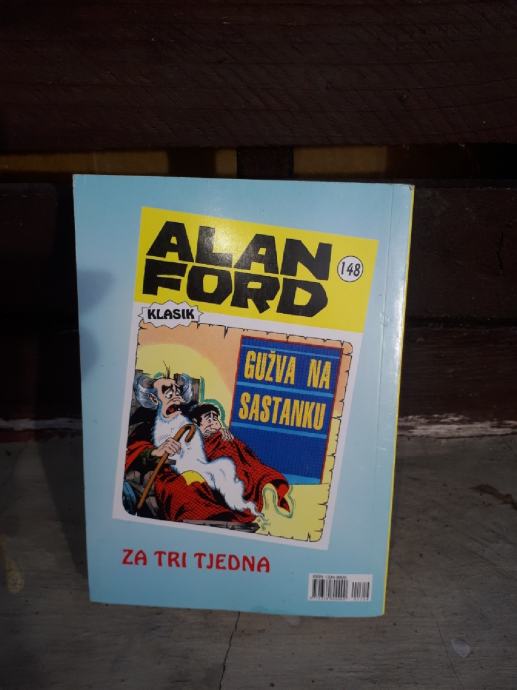 ALAN
FORD
148
KLASIK
GUŽVA NA
SASTANKU
ZA TRI TJEDNA